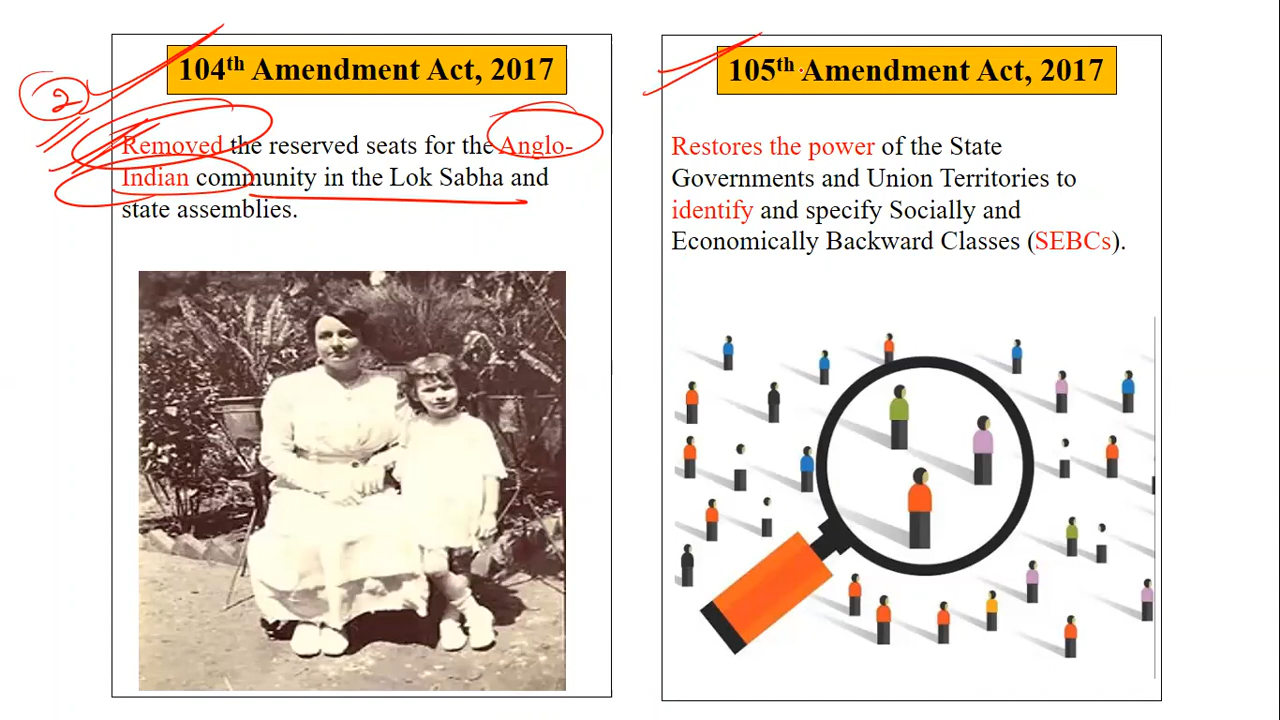 104th Amendment Act, 2017
2
Removed the reserved seats for the Anglo-
Indian community in the Lok Sabha and
state assemblies.
105th Amendment Act, 2017
Restores the power of the State
Governments and Union Territories to
identify and specify Socially and
Economically Backward Classes (SEBCs).